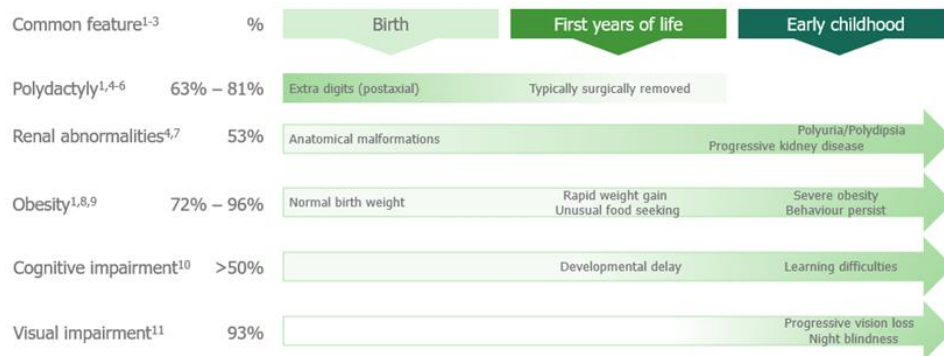 Common feature¹⁻³ % Birth First years of life Early childhood
Polydactyly¹,⁴⁻⁶ 63% – 81% Extra digits (postaxial) Typically surgically removed
Renal abnormalities⁴,⁷ 53% Anatomical malformations Polyuria/Polydipsia
Progressive kidney disease
Obesity¹,⁸,⁹ 72% – 96% Normal birth weight Rapid weight gain Severe obesity
Unusual food seeking Behaviour persist
Cognitive impairment¹⁰ >50% Developmental delay Learning difficulties
Visual impairment¹¹ 93% Progressive vision loss
Night blindness